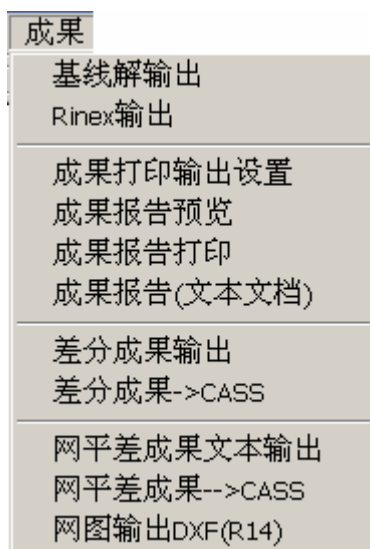 成果
基线解输出
Rinex输出
成果打印输出设置
成果报告预览
成果报告打印
成果报告(文本文档)
差分成果输出
差分成果->CASS
网平差成果文本输出
网平差成果-->CASS
网图输出DXF(R14)